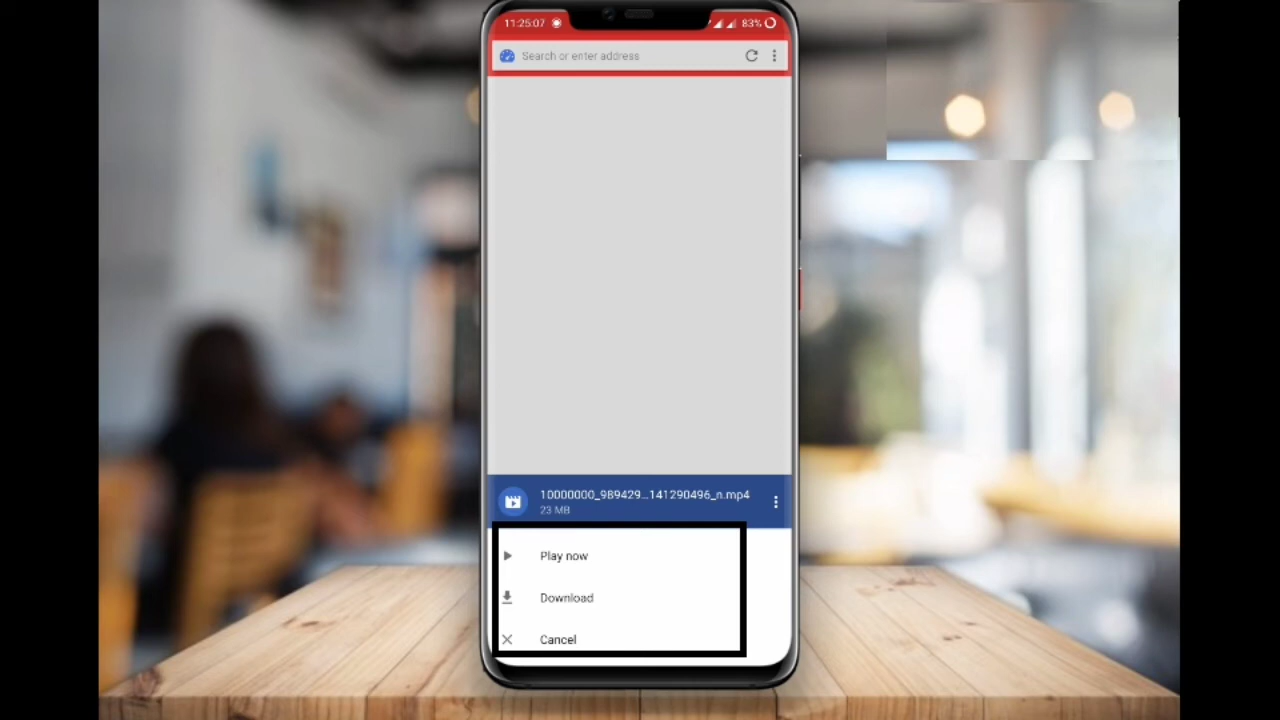 11:25:07 83%
Search or enter address
10000000_989429...141290496_n.mp4
23 MB
Play now
Download
Cancel